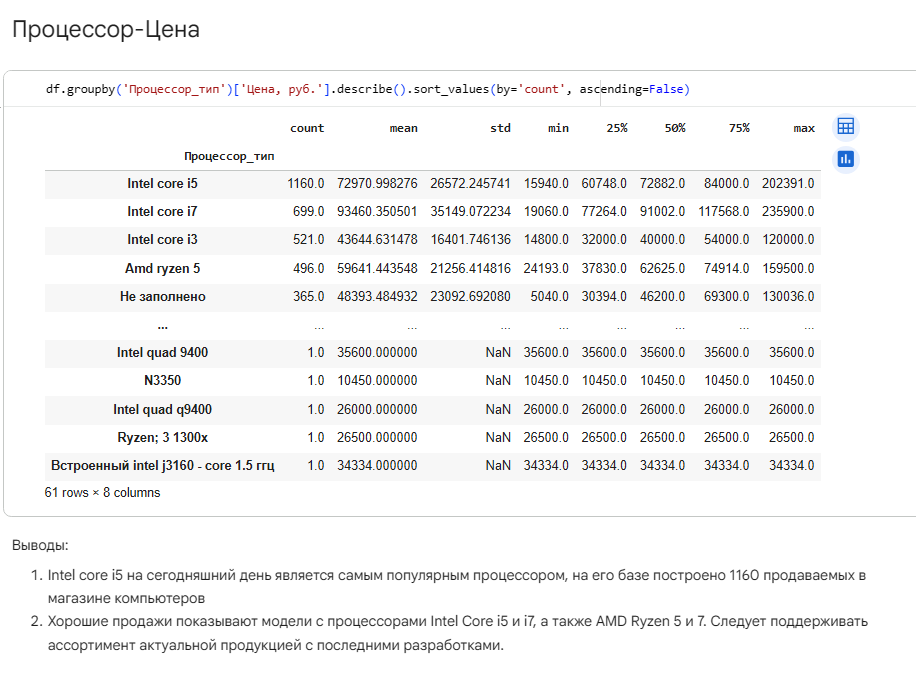 Процессор-Цена
df.groupby('Процессор_тип')['Цена, руб.'].describe().sort_values(by='count', ascending=False)
count mean std min 25% 50% 75% max
Процессор_тип
Intel core i5 1160.0 72970.998276 26572.245741 15940.0 60748.0 72882.0 84000.0 202391.0
Intel core i7 699.0 93460.350501 35149.072234 19060.0 77264.0 91002.0 117568.0 235900.0
Intel core i3 521.0 43644.631478 16401.746136 14800.0 32000.0 40000.0 54000.0 120000.0
Amd ryzen 5 496.0 59641.443548 21256.414816 24193.0 37830.0 62625.0 74914.0 159500.0
Не заполнено 365.0 48393.484932 23092.692080 5040.0 30394.0 46200.0 69300.0 130036.0
... ... ... ... ... ... ... ... ...
Intel quad 9400 1.0 35600.000000 NaN 35600.0 35600.0 35600.0 35600.0 35600.0
N3350 1.0 10450.000000 NaN 10450.0 10450.0 10450.0 10450.0 10450.0
Intel quad q9400 1.0 26000.000000 NaN 26000.0 26000.0 26000.0 26000.0 26000.0
Ryzen; 3 1300x 1.0 26500.000000 NaN 26500.0 26500.0 26500.0 26500.0 26500.0
Встроенный intel j3160 - core 1.5 ггц 1.0 34334.000000 NaN 34334.0 34334.0 34334.0 34334.0 34334.0
61 rows × 8 columns
Выводы:
1. Intel core i5 на сегодняшний день является самым популярным процессором, на его базе построено 1160 продаваемых в
магазине компьютеров
2. Хорошие продажи показывают модели с процессорами Intel Core i5 и i7, а также AMD Ryzen 5 и 7. Следует поддерживать
ассортимент актуальной продукцией с последними разработками.